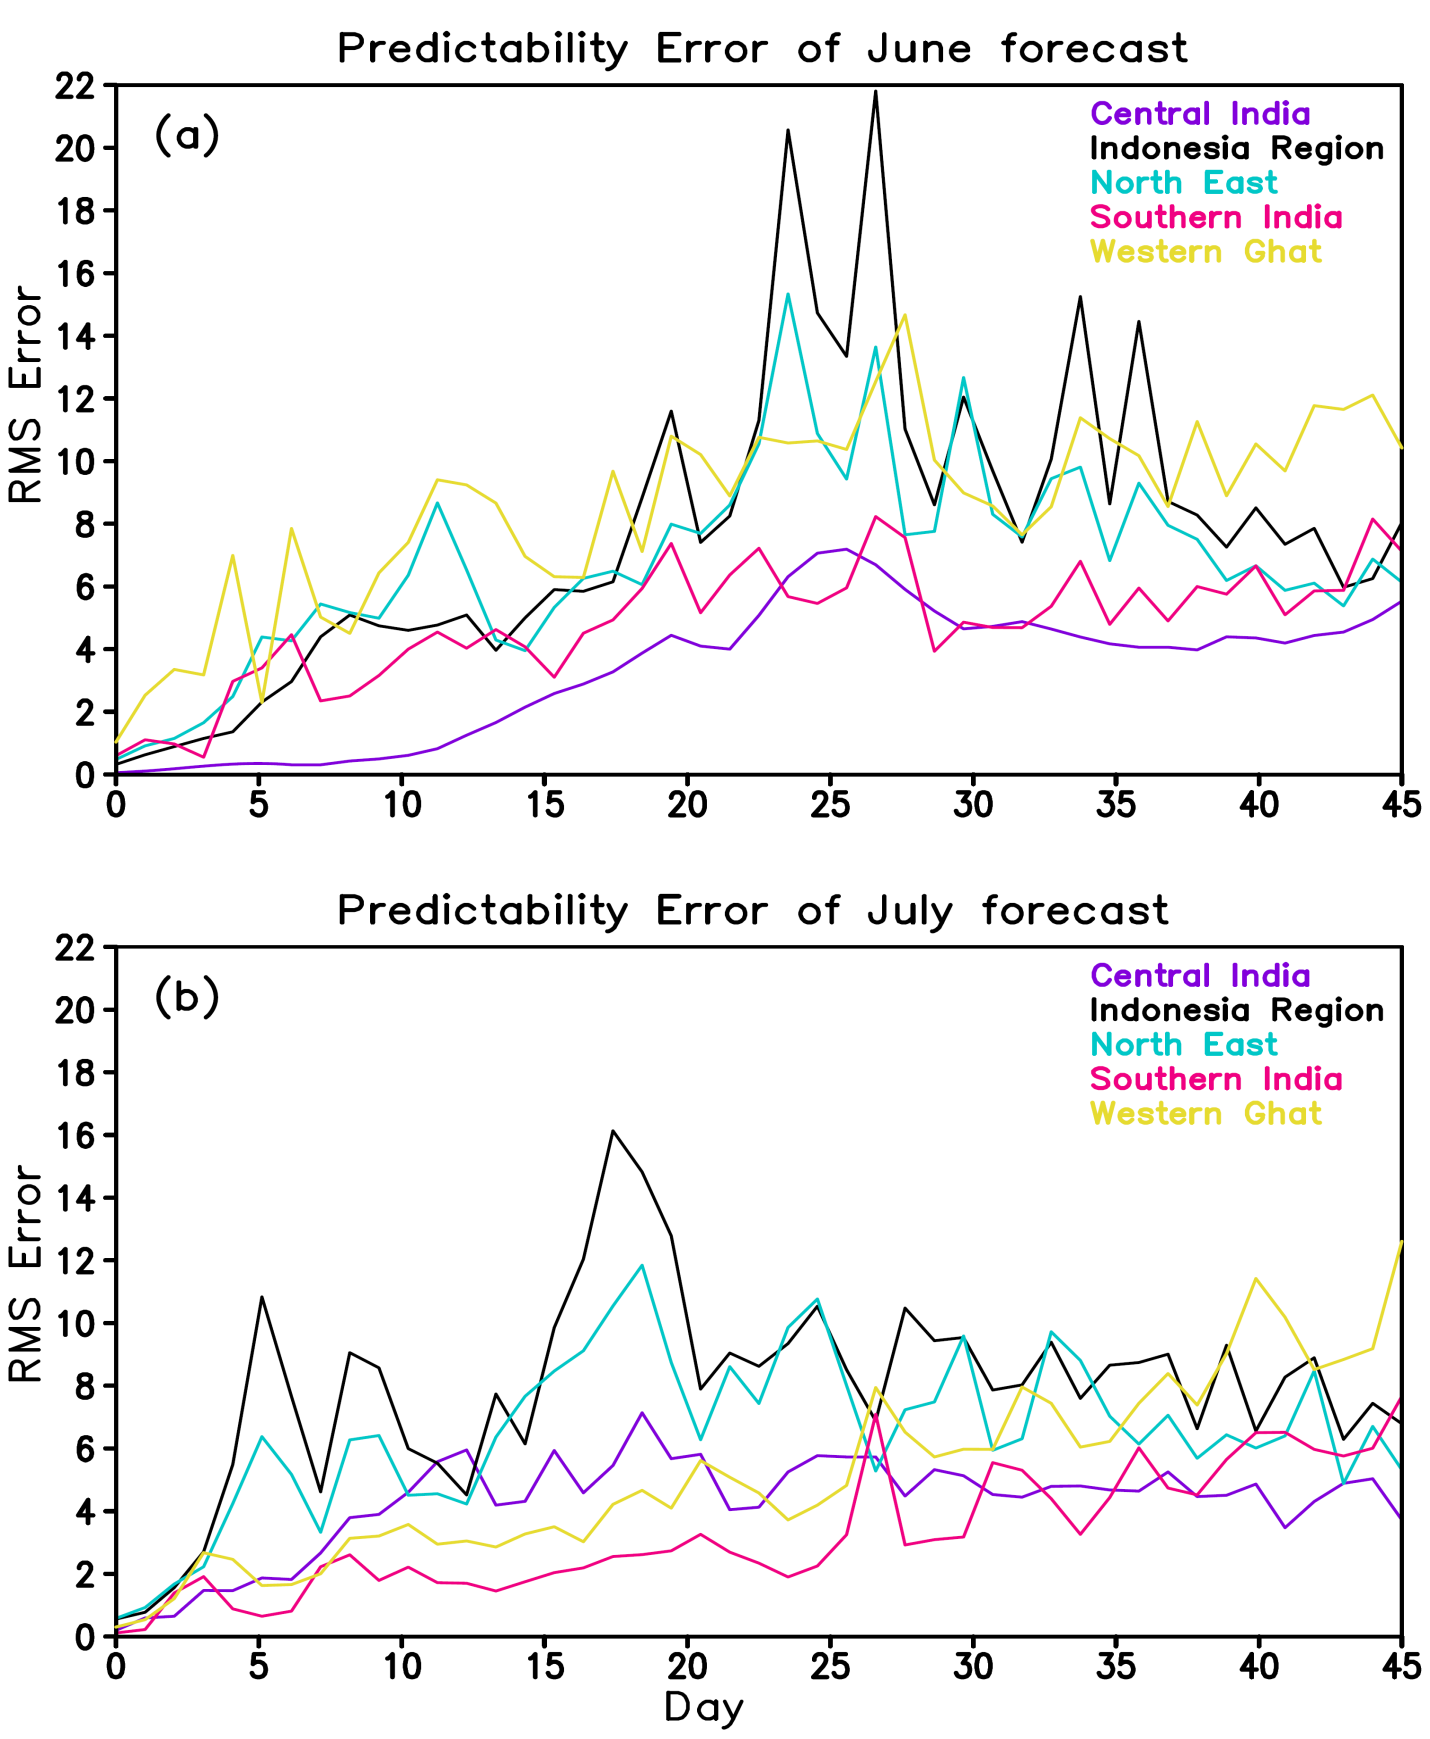 Predictability Error of June forecast
(a)
Central India
Indonesia Region
North East
Southern India
Western Ghat
RMS Error
22
20
18
16
14
12
10
8
6
4
2
0
0 5 10 15 20 25 30 35 40 45
Predictability Error of July forecast
(b)
Central India
Indonesia Region
North East
Southern India
Western Ghat
RMS Error
22
20
18
16
14
12
10
8
6
4
2
0
0 5 10 15 20 25 30 35 40 45
Day